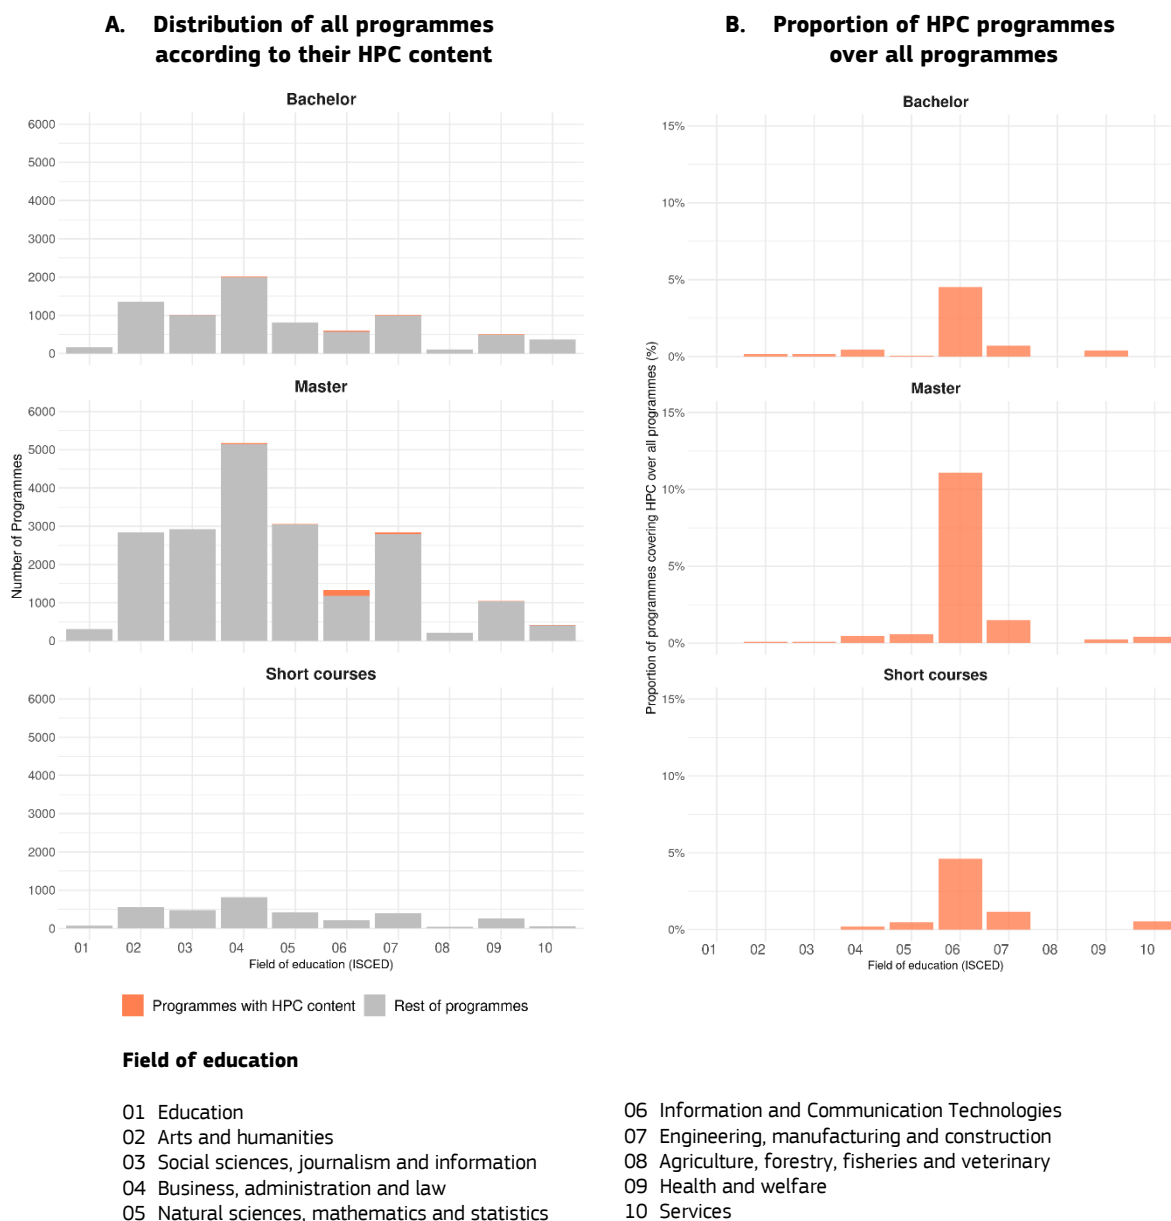 A. Distribution of all programmes
according to their HPC content
Bachelor
6000
5000
4000
3000
2000
1000
0
Master
6000
5000
4000
3000
2000
1000
0
Number of Programmes
Short courses
6000
5000
4000
3000
2000
1000
0
01 02 03 04 05 06 07 08 09 10
Field of education (ISCED)
Programmes with HPC content Rest of programmes
B. Proportion of HPC programmes
over all programmes
Bachelor
15%
10%
5%
0%
Master
15%
10%
5%
0%
Proportion of programmes covering HPC over all programmes (%)
Short courses
15%
10%
5%
0%
01 02 03 04 05 06 07 08 09 10
Field of education (ISCED)
Field of education
01 Education
02 Arts and humanities
03 Social sciences, journalism and information
04 Business, administration and law
05 Natural sciences, mathematics and statistics
06 Information and Communication Technologies
07 Engineering, manufacturing and construction
08 Agriculture, forestry, fisheries and veterinary
09 Health and welfare
10 Services